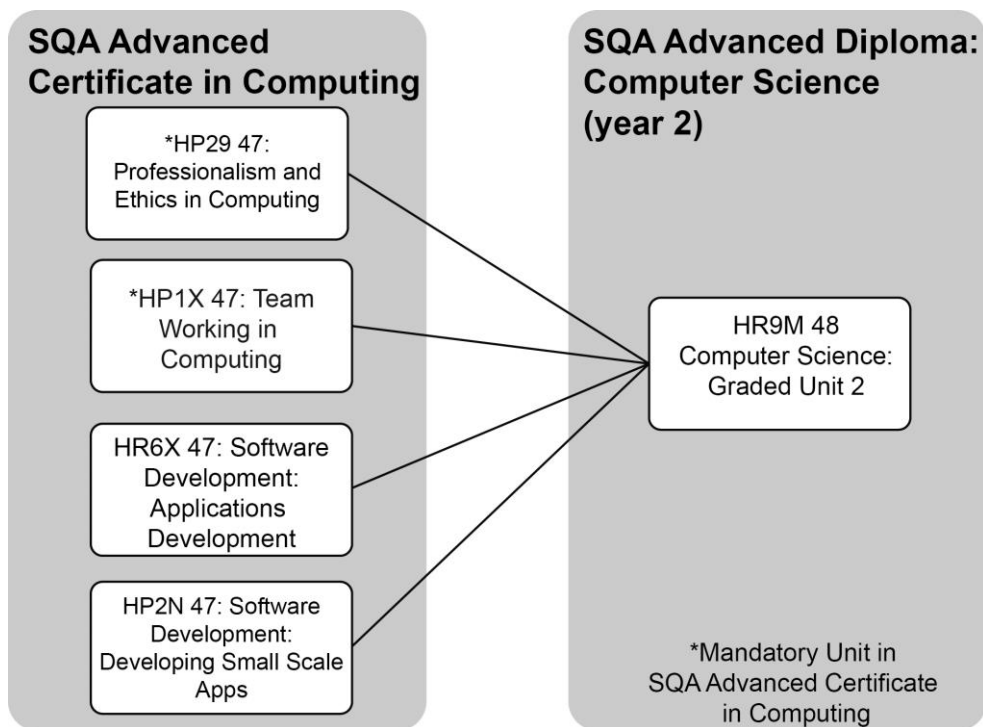 SQA Advanced
Certificate in Computing
*HP29 47:
Professionalism and
Ethics in Computing
*HP1X 47: Team
Working in
Computing
HR6X 47: Software
Development:
Applications
Development
HP2N 47: Software
Development:
Developing Small Scale
Apps
SQA Advanced Diploma:
Computer Science
(year 2)
HR9M 48
Computer Science:
Graded Unit 2
*Mandatory Unit in
SQA Advanced Certificate
in Computing